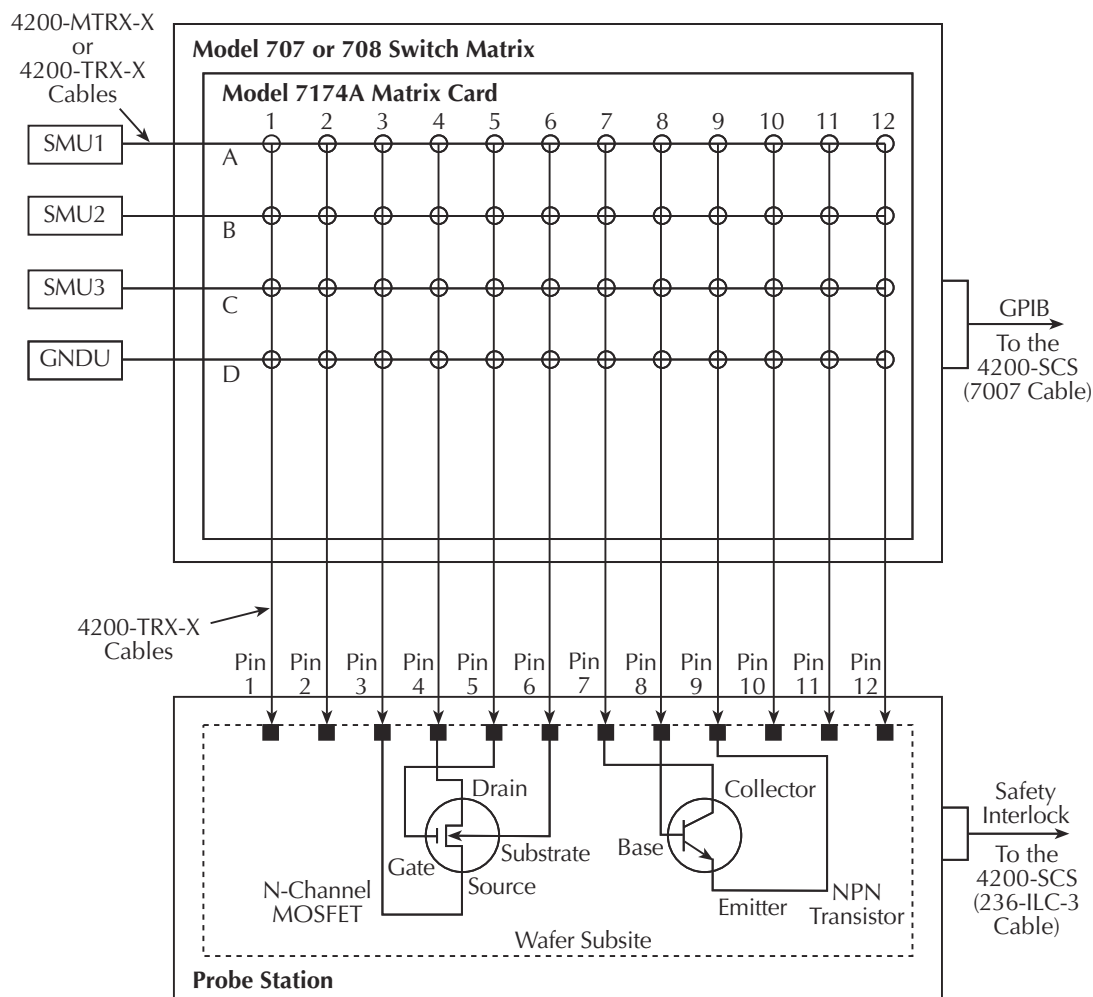 4200-MTRX-X
or
4200-TRX-X
Cables
Model 707 or 708 Switch Matrix
Model 7174A Matrix Card
1 2 3 4 5 6 7 8 9 10 11 12
SMU1
A
SMU2
B
SMU3
C
GNDU
D
GPIB
To the
4200-SCS
(7007 Cable)
4200-TRX-X
Cables
Pin
1
Pin
2
Pin
3
Pin
4
Pin
5
Pin
6
Pin
7
Pin
8
Pin
9
Pin
10
Pin
11
Pin
12
Drain
Gate
Substrate
Source
N-Channel
MOSFET
Collector
Base
Emitter
NPN
Transistor
Wafer Subsite
Probe Station
Safety
Interlock
To the
4200-SCS
(236-ILC-3
Cable)